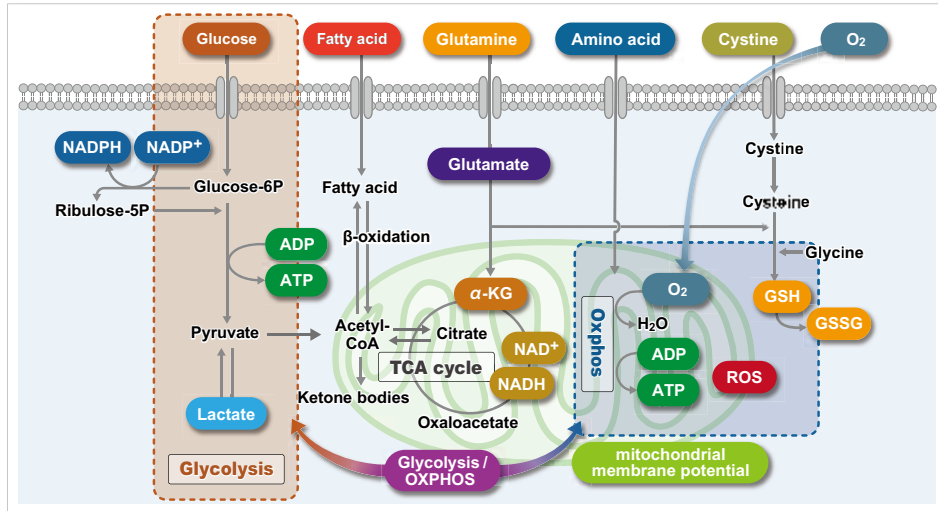 Glucose
Fatty acid
Glutamine
Amino acid
Cystine
O₂
NADPH
NADP⁺
Glutamate
Cystine
Glucose-6P
Fatty acid
Ribulose-5P
β-oxidation
Glycine
ADP
ATP
α-KG
O₂
GSH
GSSG
H₂O
Oxphos
Pyruvate
Acetyl-
CoA
Citrate
NAD⁺
ADP
TCA cycle
NADH
ATP
ROS
Ketone bodies
Lactate
Oxaloacetate
Glycolysis
Glycolysis /
OXPHOS
mitochondrial
membrane potential